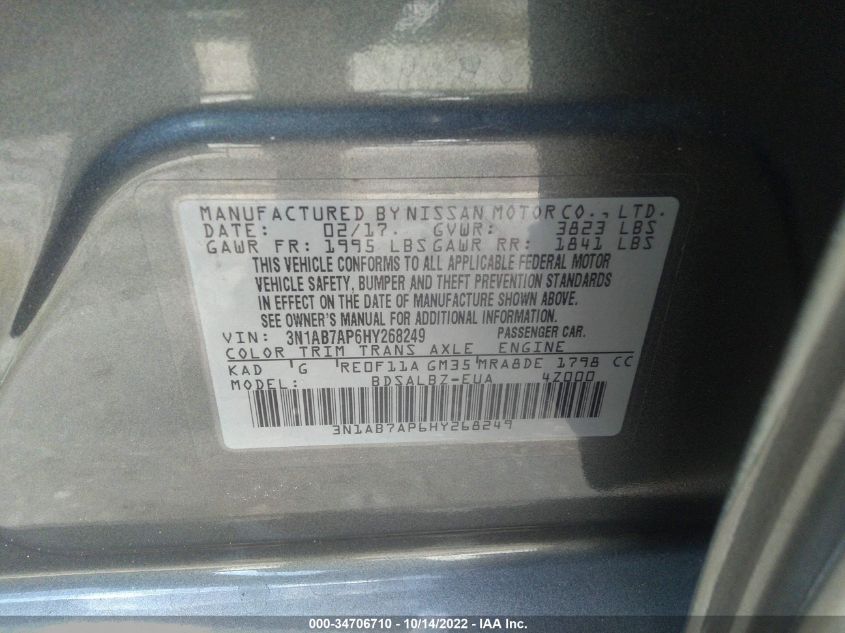 MANUFACTURED BY NISSAN MOTOR CO., LTD.
DATE: 02/17. GVWR: 3823 LBS
GAWR FR: 1995 LBS GAWR RR: 1841 LBS
THIS VEHICLE CONFORMS TO ALL APPLICABLE FEDERAL MOTOR
VEHICLE SAFETY, BUMPER AND THEFT PREVENTION STANDARDS
IN EFFECT ON THE DATE OF MANUFACTURE SHOWN ABOVE.
SEE OWNER'S MANUAL FOR ADDITIONAL INFORMATION.
VIN: 3N1AB7AP6HY268249 PASSENGER CAR.
COLOR TRIM TRANS AXLE ENGINE
KAD G RE0F11A GM35 MRA8DE 1798 CC
MODEL: BDSALBZ-EUA 4Z000
3N1AB7AP6HY268249
000-34706710 - 10/14/2022 - IAA Inc.